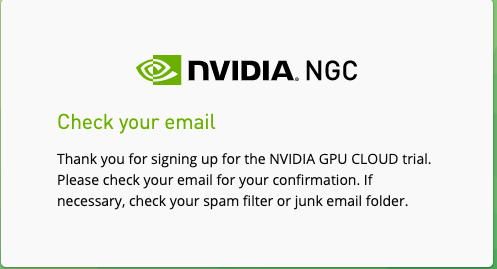 NVIDIA. NGC
Check your email
Thank you for signing up for the NVIDIA GPU CLOUD trial.
Please check your email for your confirmation. If
necessary, check your spam filter or junk email folder.